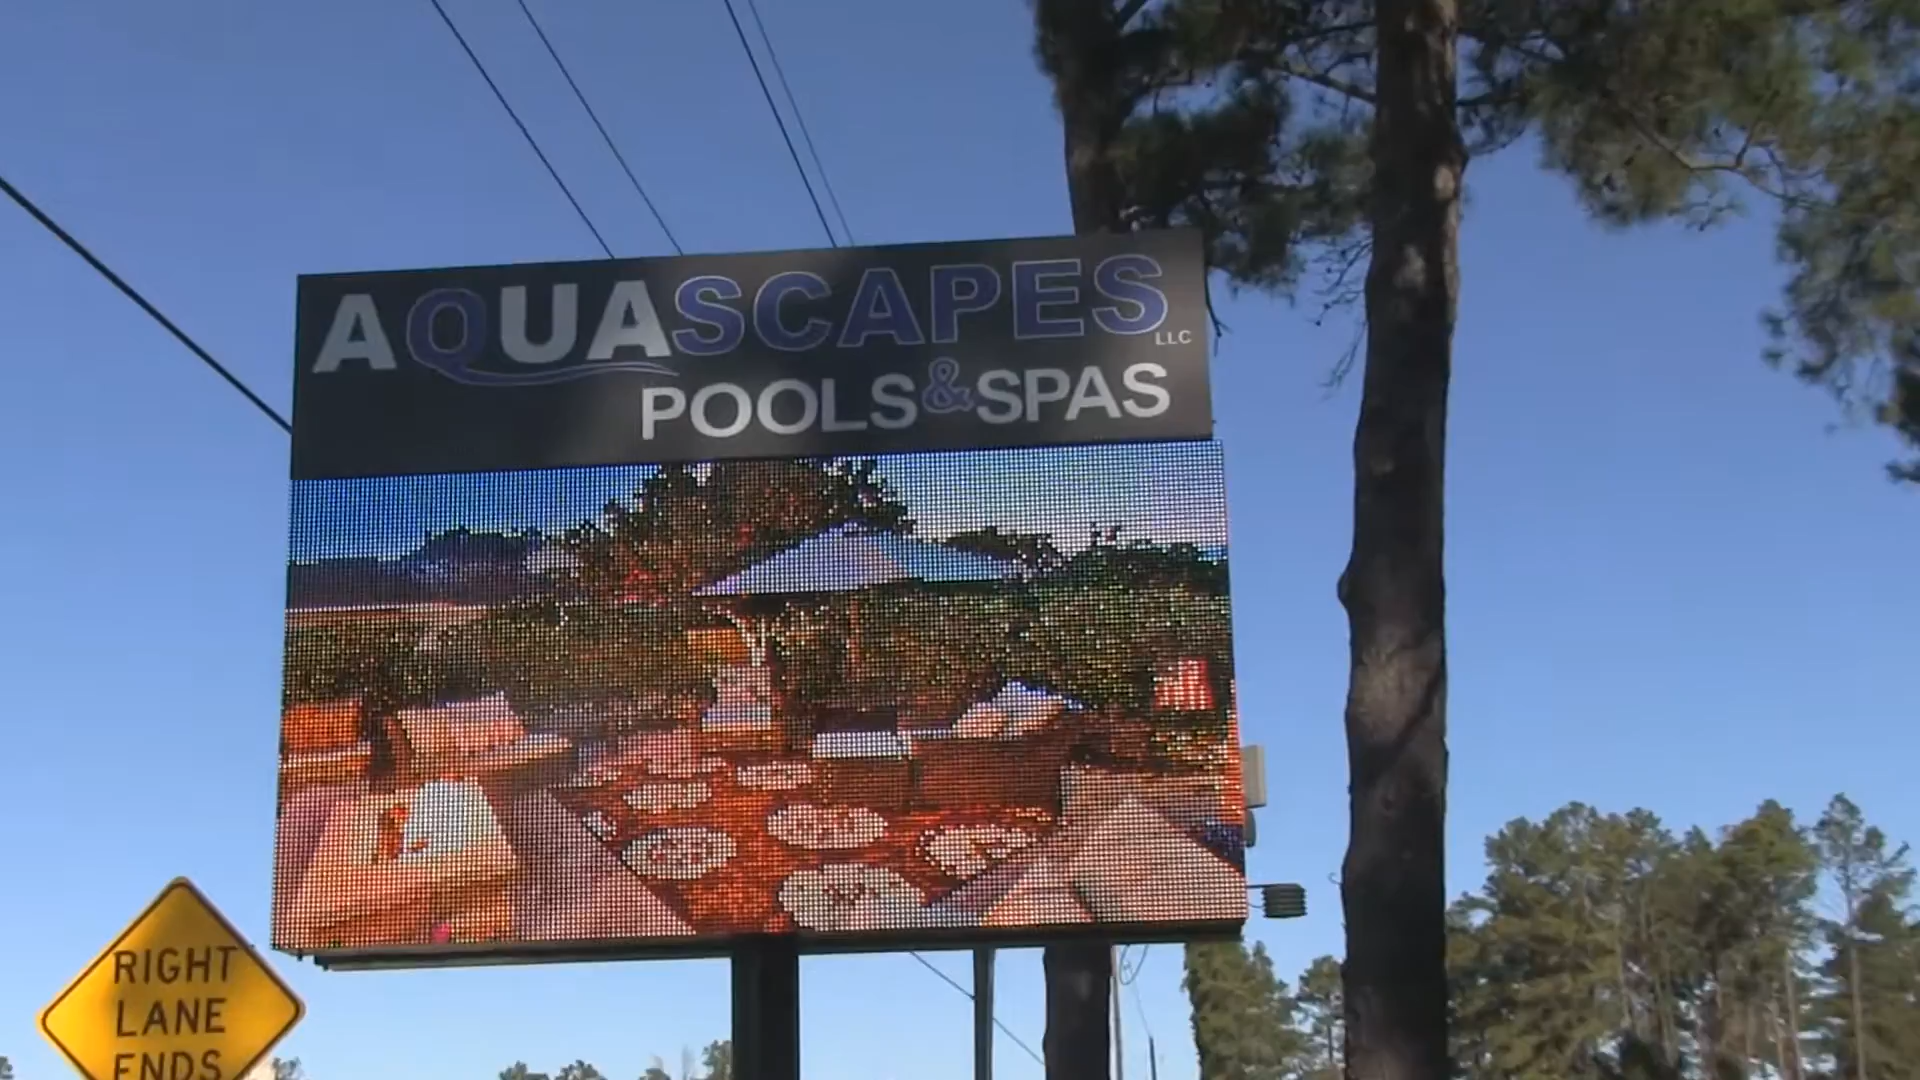 AQUASCAPES LLC
POOLS & SPAS
RIGHT
LANE
ENDS